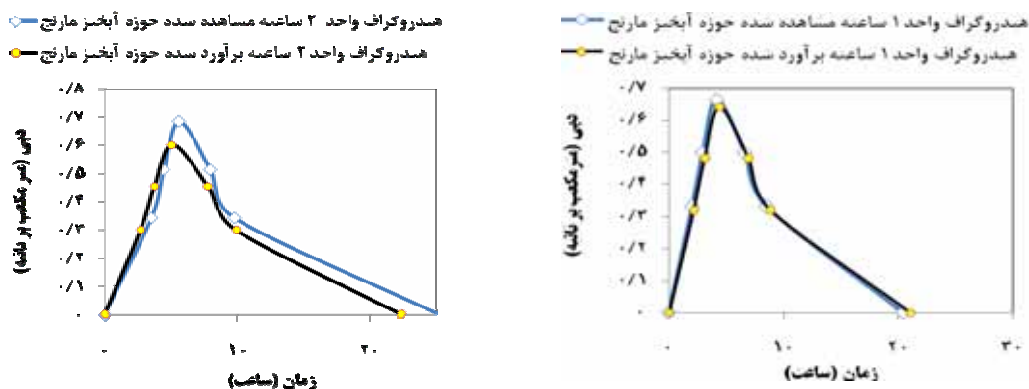 هیدروگراف واحد ۲ ساعته مشاهده شده حوزه آبخیز مارنج
هیدروگراف واحد ۲ ساعته برآورد شده حوزه آبخیز مارنج
۰/۸
۰/۷
۰/۶
۰/۵
۰/۴
۰/۳
۰/۲
۰/۱
۰
دبی (متر مکعب بر ثانیه)
۰ ۱۰ ۲۰
زمان (ساعت)
هیدروگراف واحد ۱ ساعته مشاهده شده حوزه آبخیز مارنج
هیدروگراف واحد ۱ ساعته برآورد شده حوزه آبخیز مارنج
۰/۷
۰/۶
۰/۵
۰/۴
۰/۳
۰/۲
۰/۱
۰
دبی (متر مکعب بر ثانیه)
۰ ۱۰ ۲۰ ۳۰
زمان (ساعت)